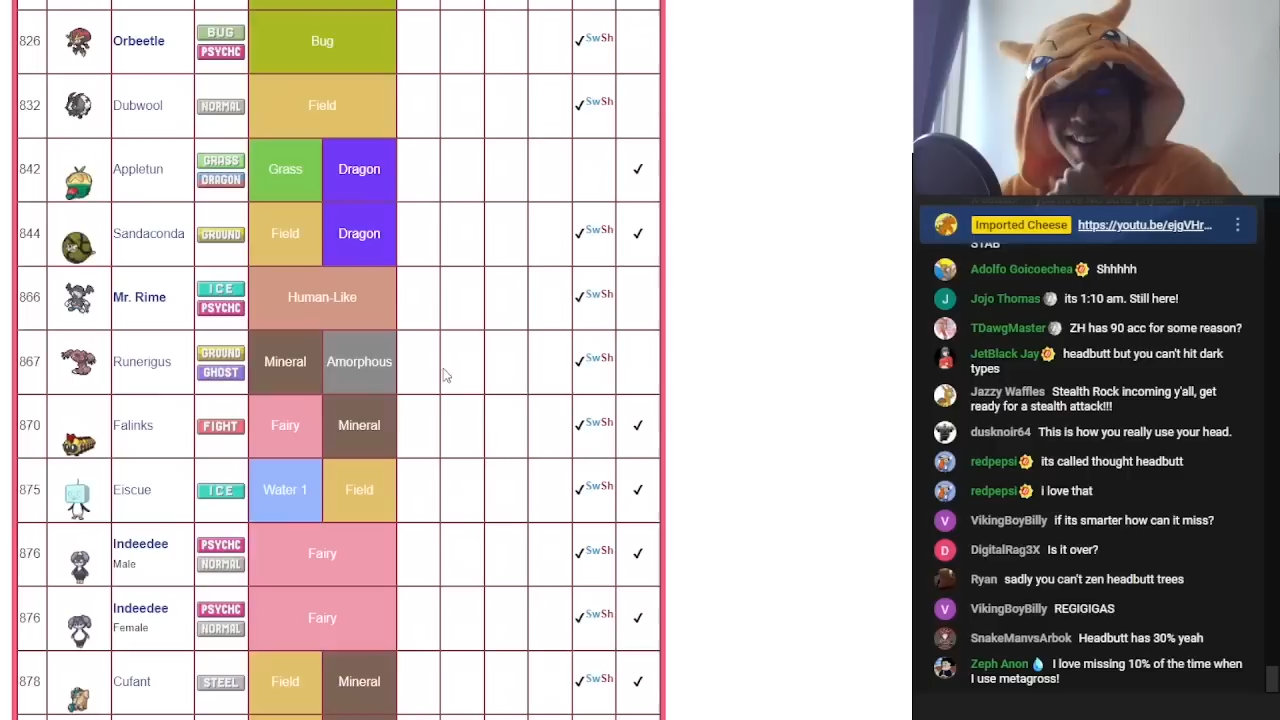 826 Orbeetle BUG PSYCHC Bug ✔SwSh
832 Dubwool NORMAL Field ✔SwSh
842 Appletun GRASS DRAGON Grass Dragon ✔
844 Sandaconda GROUND Field Dragon ✔SwSh ✔
866 Mr. Rime ICE PSYCHC Human-Like ✔SwSh
867 Runerigus GROUND GHOST Mineral Amorphous ✔SwSh
870 Falinks FIGHT Fairy Mineral ✔SwSh ✔
875 Eiscue ICE Water 1 Field ✔SwSh ✔
876 Indeedee Male PSYCHC NORMAL Fairy ✔SwSh ✔
876 Indeedee Female PSYCHC NORMAL Fairy ✔SwSh ✔
878 Cufant STEEL Field Mineral ✔SwSh ✔
Imported Cheese https://youtu.be/ejgVHr...
STAB
Adolfo Goicoechea Shhhhh
J Jojo Thomas its 1:10 am. Still here!
TDawgMaster ZH has 90 acc for some reason?
JetBlack Jay headbutt but you can't hit dark
types
Jazzy Waffles Stealth Rock incoming y'all, get
ready for a stealth attack!!!
dusknoir64 This is how you really use your head.
redpepsi its called thought headbutt
redpepsi i love that
V VikingBoyBilly if its smarter how can it miss?
D DigitalRag3X Is it over?
Ryan sadly you can't zen headbutt trees
V VikingBoyBilly REGIGIGAS
SnakeManvsArbok Headbutt has 30% yeah
Zeph Anon I love missing 10% of the time when
I use metagross!